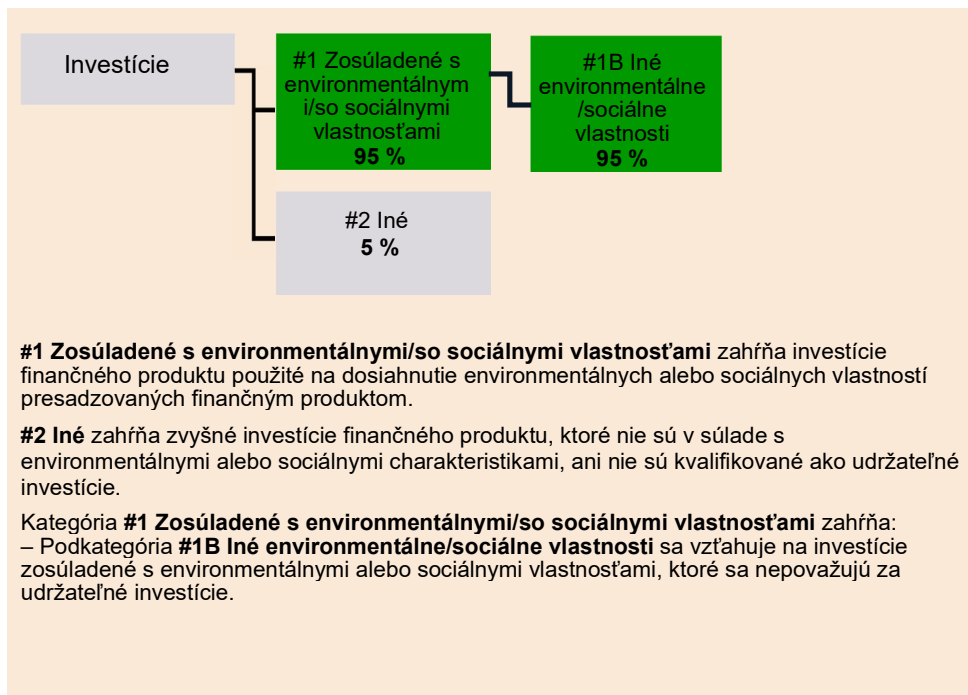 Investície
#1 Zosúladené s
environmentálnym
i/so sociálnymi
vlastnosťami
95 %
#1B Iné
environmentálne
/sociálne
vlastnosti
95 %
#2 Iné
5 %
#1 Zosúladené s environmentálnymi/so sociálnymi vlastnosťami zahŕňa investície
finančného produktu použité na dosiahnutie environmentálnych alebo sociálnych vlastností
presadzovaných finančným produktom.
#2 Iné zahŕňa zvyšné investície finančného produktu, ktoré nie sú v súlade s
environmentálnymi alebo sociálnymi charakteristikami, ani nie sú kvalifikované ako udržateľné
investície.
Kategória #1 Zosúladené s environmentálnymi/so sociálnymi vlastnosťami zahŕňa:
– Podkategória #1B Iné environmentálne/sociálne vlastnosti sa vzťahuje na investície
zosúladené s environmentálnymi alebo sociálnymi vlastnosťami, ktoré sa nepovažujú za
udržateľné investície.